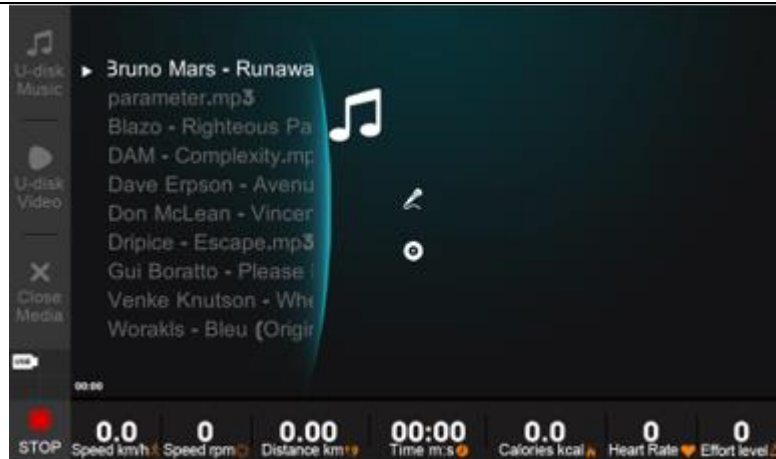 U-disk
Music
U-disk
Video
Close
Media
USB
STOP
Bruno Mars - Runawa
parameter.mp3
Blazo - Righteous Pa
DAM - Complexity.mp
Dave Erpson - Avenu
Don McLean - Vincen
Dripice - Escape.mp3
Gui Boratto - Please
Venke Knutson - Whe
Worakls - Bleu (Origin
00:00
0.0
Speed km/h
0
Speed rpm
0.00
Distance km
00:00
Time m:s
0.0
Calories kcal
0
Heart Rate
0
Effort level